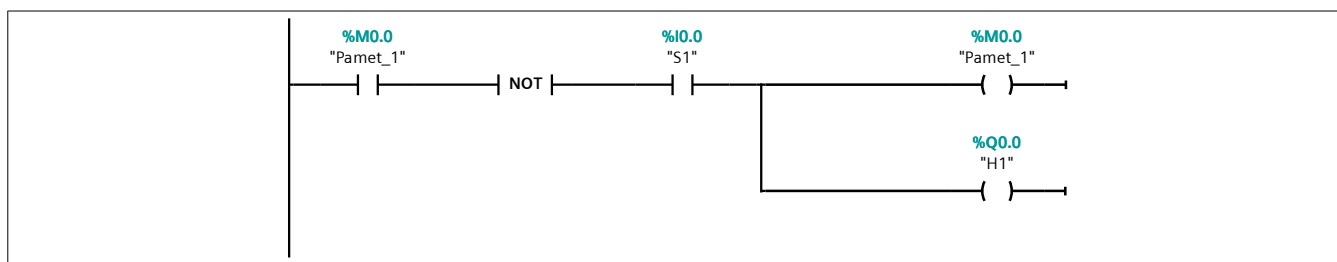 %M0.0 %I0.0 %M0.0
"Pamet_1" "S1" "Pamet_1"
NOT
%Q0.0
"H1"